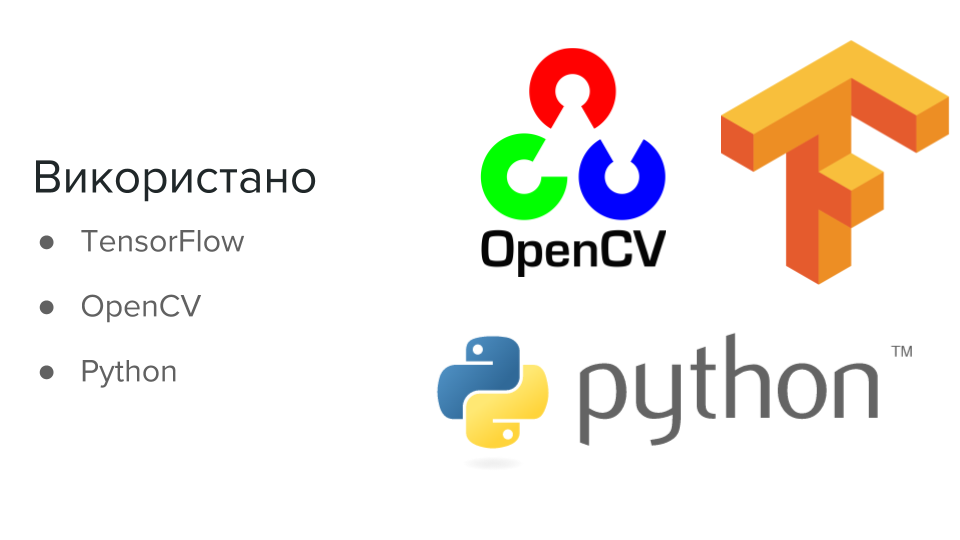 Використано
● TensorFlow
● OpenCV
● Python
OpenCV
python™